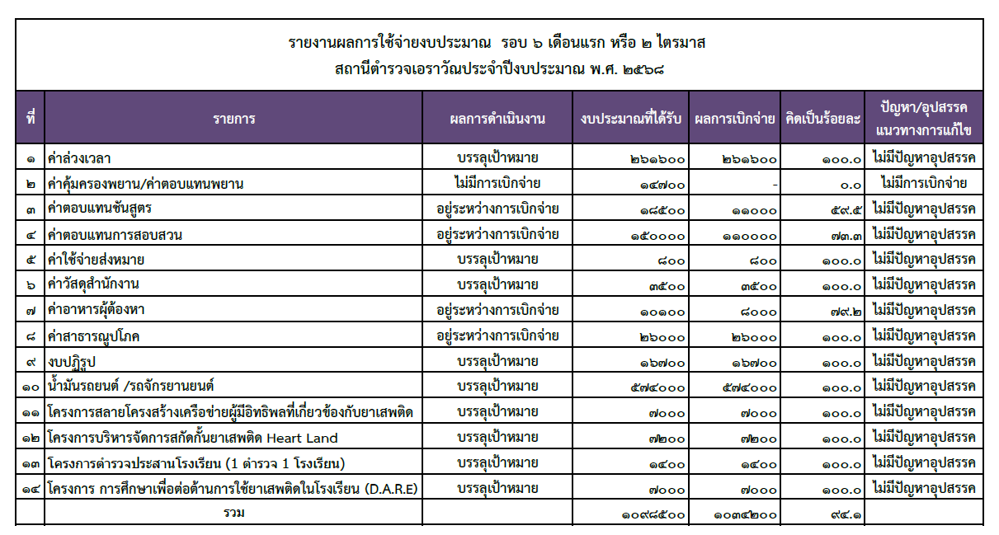 รายงานผลการใช้จ่ายงบประมาณ รอบ ๖ เดือนแรก หรือ ๒ ไตรมาส
สถานีตำรวจเอราวัณประจำปีงบประมาณ พ.ศ. ๒๕๖๘
ที่ รายการ ผลการดำเนินงาน งบประมาณที่ได้รับ ผลการเบิกจ่าย คิดเป็นร้อยละ ปัญหา/อุปสรรค
แนวทางการแก้ไข
๑ ค่าล่วงเวลา บรรลุเป้าหมาย ๒๖๑๖๐๐ ๒๖๑๖๐๐ ๑๐๐.๐ ไม่มีปัญหาอุปสรรค
๒ ค่าคุ้มครองพยาน/ค่าตอบแทนพยาน ไม่มีการเบิกจ่าย ๑๔๗๐๐ - ๐.๐ ไม่มีการเบิกจ่าย
๓ ค่าตอบแทนชันสูตร อยู่ระหว่างการเบิกจ่าย ๑๘๕๐๐ ๑๑๐๐๐ ๕๙.๕ ไม่มีปัญหาอุปสรรค
๔ ค่าตอบแทนการสอบสวน อยู่ระหว่างการเบิกจ่าย ๑๕๐๐๐๐ ๑๑๐๐๐๐ ๗๓.๓ ไม่มีปัญหาอุปสรรค
๕ ค่าใช้จ่ายส่งหมาย บรรลุเป้าหมาย ๘๐๐ ๘๐๐ ๑๐๐.๐ ไม่มีปัญหาอุปสรรค
๖ ค่าวัสดุสำนักงาน บรรลุเป้าหมาย ๓๕๐๐ ๓๕๐๐ ๑๐๐.๐ ไม่มีปัญหาอุปสรรค
๗ ค่าอาหารผุ้ต้องหา อยู่ระหว่างการเบิกจ่าย ๑๐๑๐๐ ๘๐๐๐ ๗๙.๒ ไม่มีปัญหาอุปสรรค
๘ ค่าสาธารณูปโภค อยู่ระหว่างการเบิกจ่าย ๒๖๐๐๐ ๒๖๐๐๐ ๑๐๐.๐ ไม่มีปัญหาอุปสรรค
๙ งบปฏิรูป บรรลุเป้าหมาย ๑๖๗๐๐ ๑๖๗๐๐ ๑๐๐.๐ ไม่มีปัญหาอุปสรรค
๑๐ น้ำมันรถยนต์ /รถจักรยานยนต์ บรรลุเป้าหมาย ๕๗๔๐๐๐ ๕๗๔๐๐๐ ๑๐๐.๐ ไม่มีปัญหาอุปสรรค
๑๑ โครงการสลายโครงสร้างเครือข่ายผู้มีอิทธิพลที่เกี่ยวข้องกับยาเสพติด บรรลุเป้าหมาย ๗๐๐๐ ๗๐๐๐ ๑๐๐.๐ ไม่มีปัญหาอุปสรรค
๑๒ โครงการบริหารจัดการสกัดกั้นยาเสพติด Heart Land บรรลุเป้าหมาย ๗๒๐๐ ๗๒๐๐ ๑๐๐.๐ ไม่มีปัญหาอุปสรรค
๑๓ โครงการตำรวจประสานโรงเรียน (1 ตำรวจ 1 โรงเรียน) บรรลุเป้าหมาย ๑๔๐๐ ๑๔๐๐ ๑๐๐.๐ ไม่มีปัญหาอุปสรรค
๑๔ โครงการ การศึกษาเพื่อต่อต้านการใช้ยาเสพติดในโรงเรียน (D.A.R.E) บรรลุเป้าหมาย ๗๐๐๐ ๗๐๐๐ ๑๐๐.๐ ไม่มีปัญหาอุปสรรค
รวม ๑๐๙๘๕๐๐ ๑๐๓๔๒๐๐ ๙๔.๑